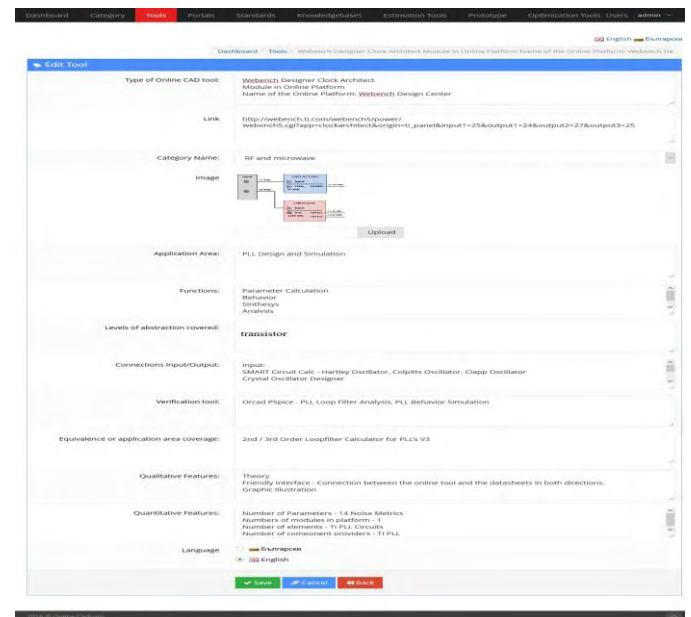 Dashboard Category Tools Portals Standards Knowledgebases Estimation Tools Prototype Optimization Tools Users admin
English Български
Dashboard / Tools / Webench Designer Clock Architect Module in Online Platform Name of the Online Platform: Webench De
Edit Tool
Type of Online CAD tool: Webench Designer Clock Architect
Module in Online Platform
Name of the Online Platform: Webench Design Center
Link http://webench.ti.com/webench5/power/
webench5.cgi?app=clockarchitect&origin=ti_panel&input1=25&output1=24&output2=27&output3=25
Category Name: RF and microwave
Image
Upload
Application Area: PLL Design and Simulation
Functions: Parameter Calculation
Behavior
Sinthesys
Analysis
Levels of abstraction covered: transistor
Connections Input/Output: Input:
SMART Circuit Calc - Hartley Oscillator, Colpitts Oscillator, Clapp Oscillator
Crystal Oscillator Designer
Verification tool: Orcad PSpice - PLL Loop Filter Analysis, PLL Behavior Simulation
Equivalence or application area coverage: 2nd / 3rd Order Loopfilter Calculator for PLL's V3
Qualitative Features: Theory
Friendly Interface - Connection between the online tool and the datasheets in both directions.
Graphic Illustration
Quantitative Features: Number of Parameters - 14 Noise Metrics
Numbers of modules in platform - 1
Number of elements - TI PLL Circuits
Number of component providers - TI PLL
Language Български
English
Save Cancel Back